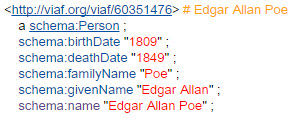 <http://viaf.org/viaf/60351476> # Edgar Allan Poe
a schema:Person ;
schema:birthDate "1809" ;
schema:deathDate "1849" ;
schema:familyName "Poe" ;
schema:givenName "Edgar" ;
schema:name "Edgar Allan Poe" ;